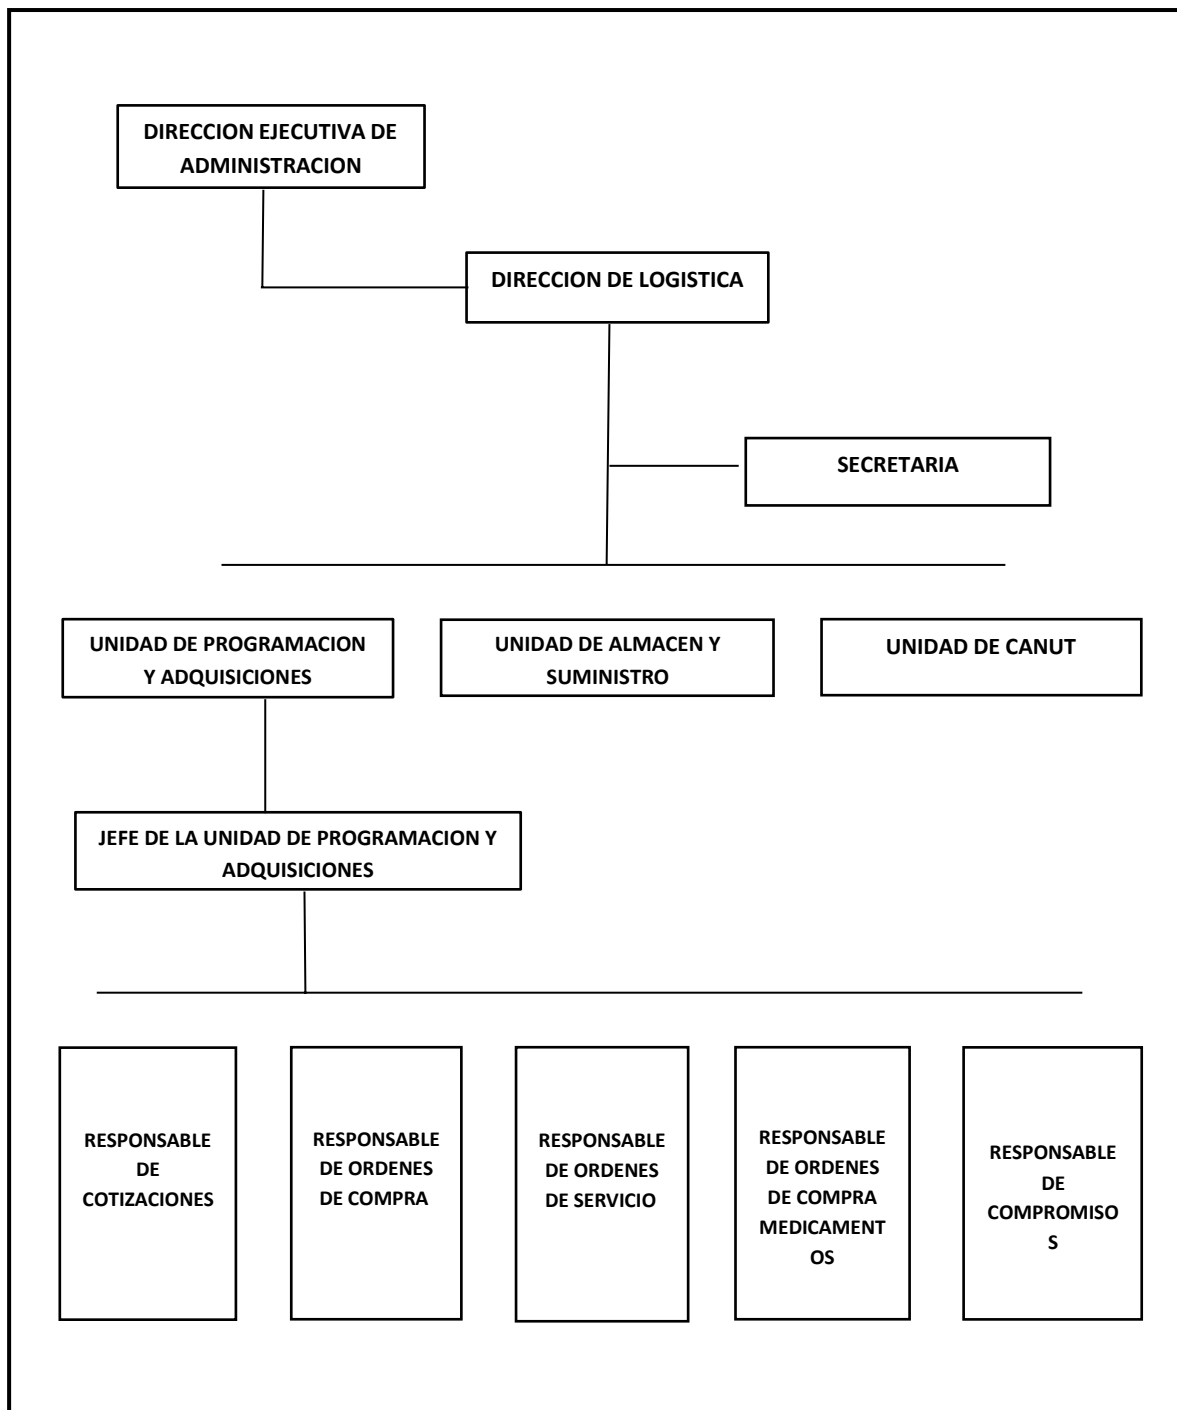 DIRECCION EJECUTIVA DE
ADMINISTRACION
DIRECCION DE LOGISTICA
SECRETARIA
UNIDAD DE PROGRAMACION
Y ADQUISICIONES
UNIDAD DE ALMACEN Y
SUMINISTRO
UNIDAD DE CANUT
JEFE DE LA UNIDAD DE PROGRAMACION Y
ADQUISICIONES
RESPONSABLE
DE
COTIZACIONES
RESPONSABLE
DE ORDENES
DE COMPRA
RESPONSABLE
DE ORDENES
DE SERVICIO
RESPONSABLE
DE ORDENES
DE COMPRA
MEDICAMENT
OS
RESPONSABLE
DE
COMPROMISO
S